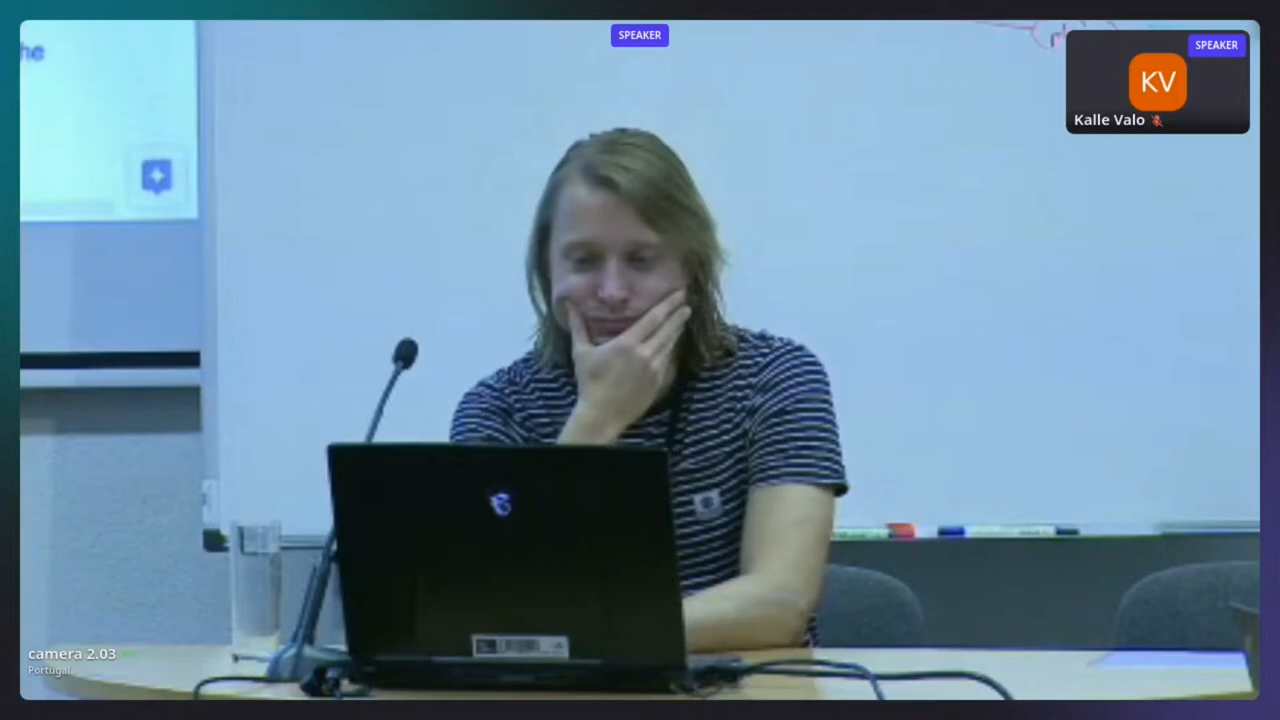 he
SPEAKER
SPEAKER
KV
Kalle Valo
camera 2.03
Portugal